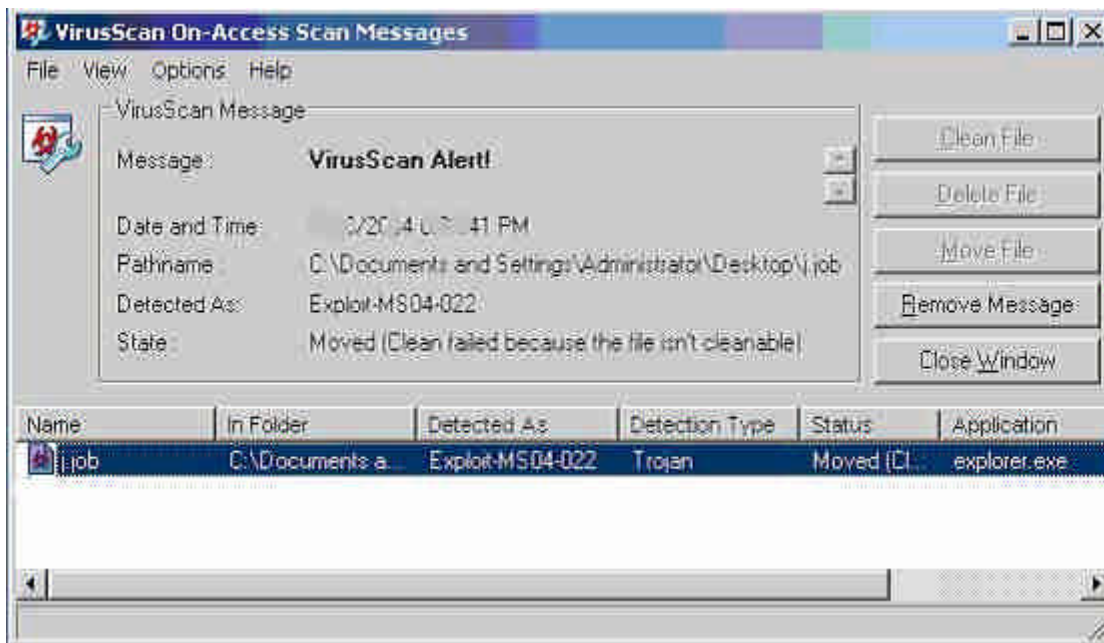 VirusScan On-Access Scan Messages
File View Options Help
VirusScan Message
Message: VirusScan Alert!
Date and Time 41 PM
Pathname: C:\Documents and Settings\Administrator\Desktop\j.job
Detected As: Exploit-MS04-022
State: Moved (Clean failed because the file isn't cleanable)
Clean File
Delete File
Move File
Remove Message
Close Window
Name In Folder Detected As Detection Type Status Application
j.job C:\Documents a... Exploit-MS04-022 Trojan Moved (Cl... explorer.exe